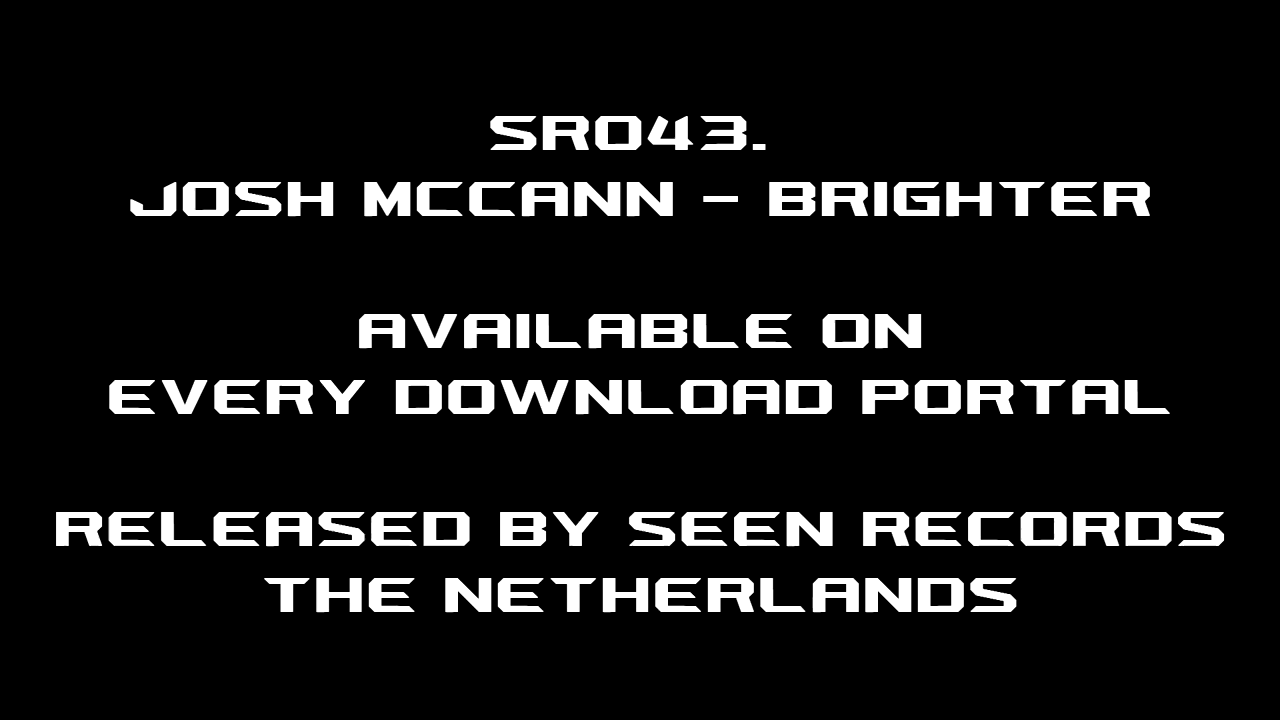 SR043.
JOSH MCCANN - BRIGHTER
AVAILABLE ON
EVERY DOWNLOAD PORTAL
RELEASED BY SEEN RECORDS
THE NETHERLANDS